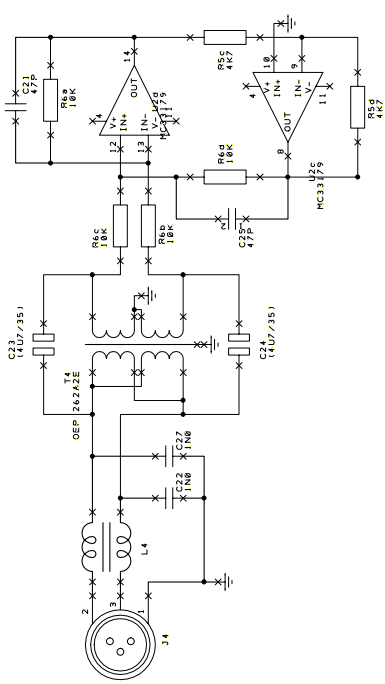 C21
47P
R6a
10K
14
OUT
U2d
MC33179
4
V+
IN+
IN-
V-
11
12
13
R5c
4K7
10
9
4
V+
IN+
IN-
V-
11
OUT
8
R5d
4K7
U2c
MC33179
R6d
10K
C25
47P
R6c
10K
R6b
10K
C23
(4U7/35)
C24
(4U7/35)
T4
OEP 262A2E
C27
1N0
C22
1N0
L4
2
3
1
J4